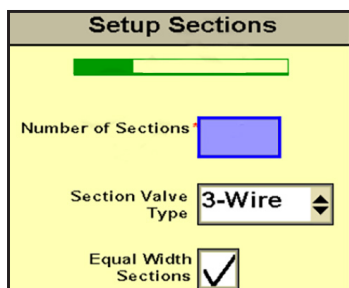 Setup Sections
Number of Sections*
Section Valve
Type
3-Wire
Equal Width
Sections